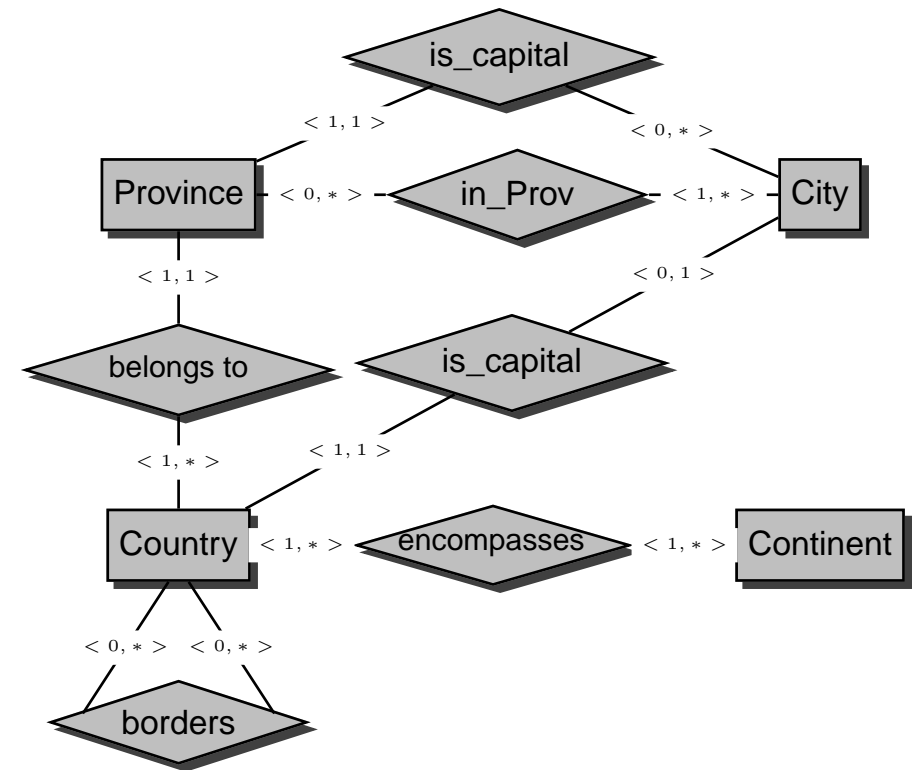 is_capital
< 1, 1 >
< 0, * >
Province
< 0, * >
in_Prov
< 1, * >
City
< 1, 1 >
< 0, 1 >
belongs to
is_capital
< 1, * >
< 1, 1 >
Country
< 1, * >
encompasses
< 1, * >
Continent
< 0, * >
< 0, * >
borders